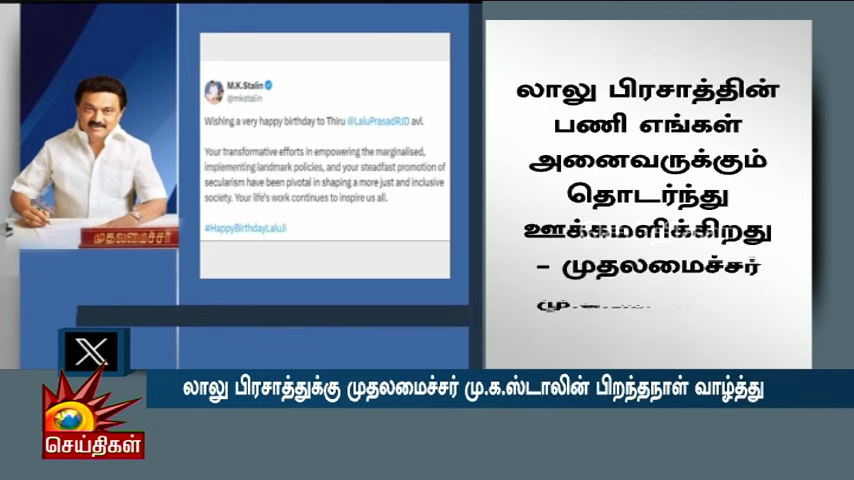 M.K.Stalin
@mkstalin
Wishing a very happy birthday to Thiru @LaluPrasadRJD avl.
Your transformative efforts in empowering the marginalised,
implementing landmark policies, and your steadfast promotion of
secularism have been pivotal in shaping a more just and inclusive
society. Your life's work continues to inspire us all.
#HappyBirthdayLaluJi
முதலமைச்சர்
லாலு பிரசாத்தின்
பணி எங்கள்
அனைவருக்கும்
தொடர்ந்து
ஊக்கமளிக்கிறது
- முதலமைச்சர்
X
லாலு பிரசாத்துக்கு முதலமைச்சர் மு.க.ஸ்டாலின் பிறந்தநாள் வாழ்த்து
செய்திகள்